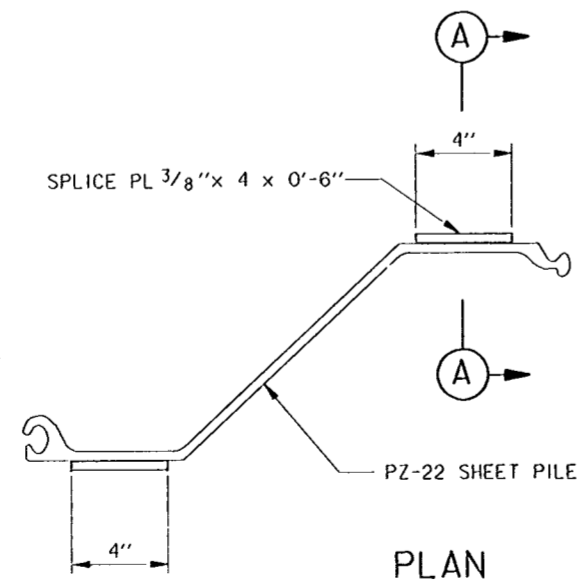 A
4"
SPLICE PL 3/8" x 4 x 0'-6"
A
PZ-22 SHEET PILE
4"
PLAN